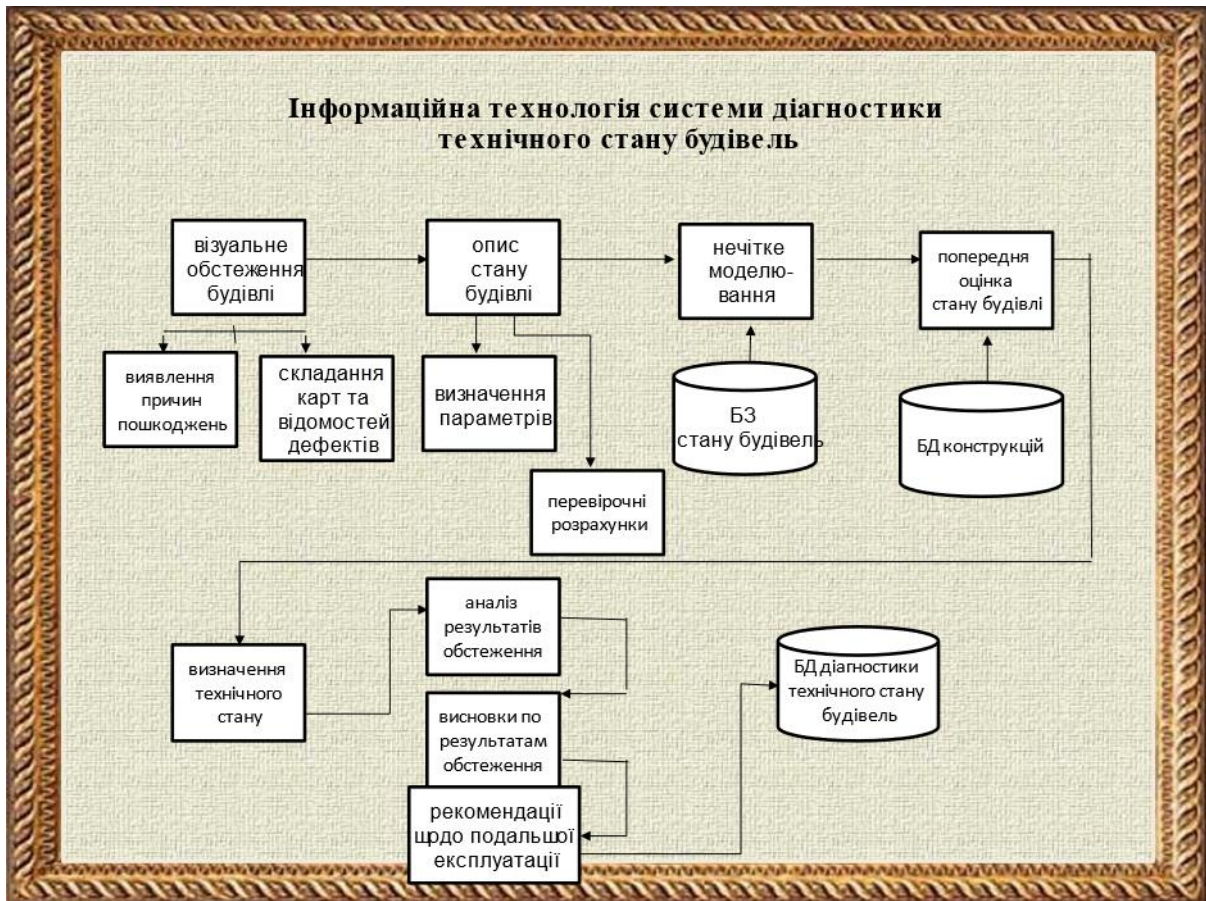 Інформаційна технологія системи діагностики
технічного стану будівель
візуальне
обстеження
будівлі
опис
стану
будівлі
нечітке
моделю-
вання
попередня
оцінка
стану будівлі
виявлення
причин
пошкоджень
складання
карт та
відомостей
дефектів
визначення
параметрів
БЗ
стану будівель
БД конструкцій
перевірочні
розрахунки
визначення
технічного
стану
аналіз
результатів
обстеження
висновки по
результатам
обстеження
рекомендації
щодо подальшої
експлуатації
БД діагностики
технічного стану
будівель